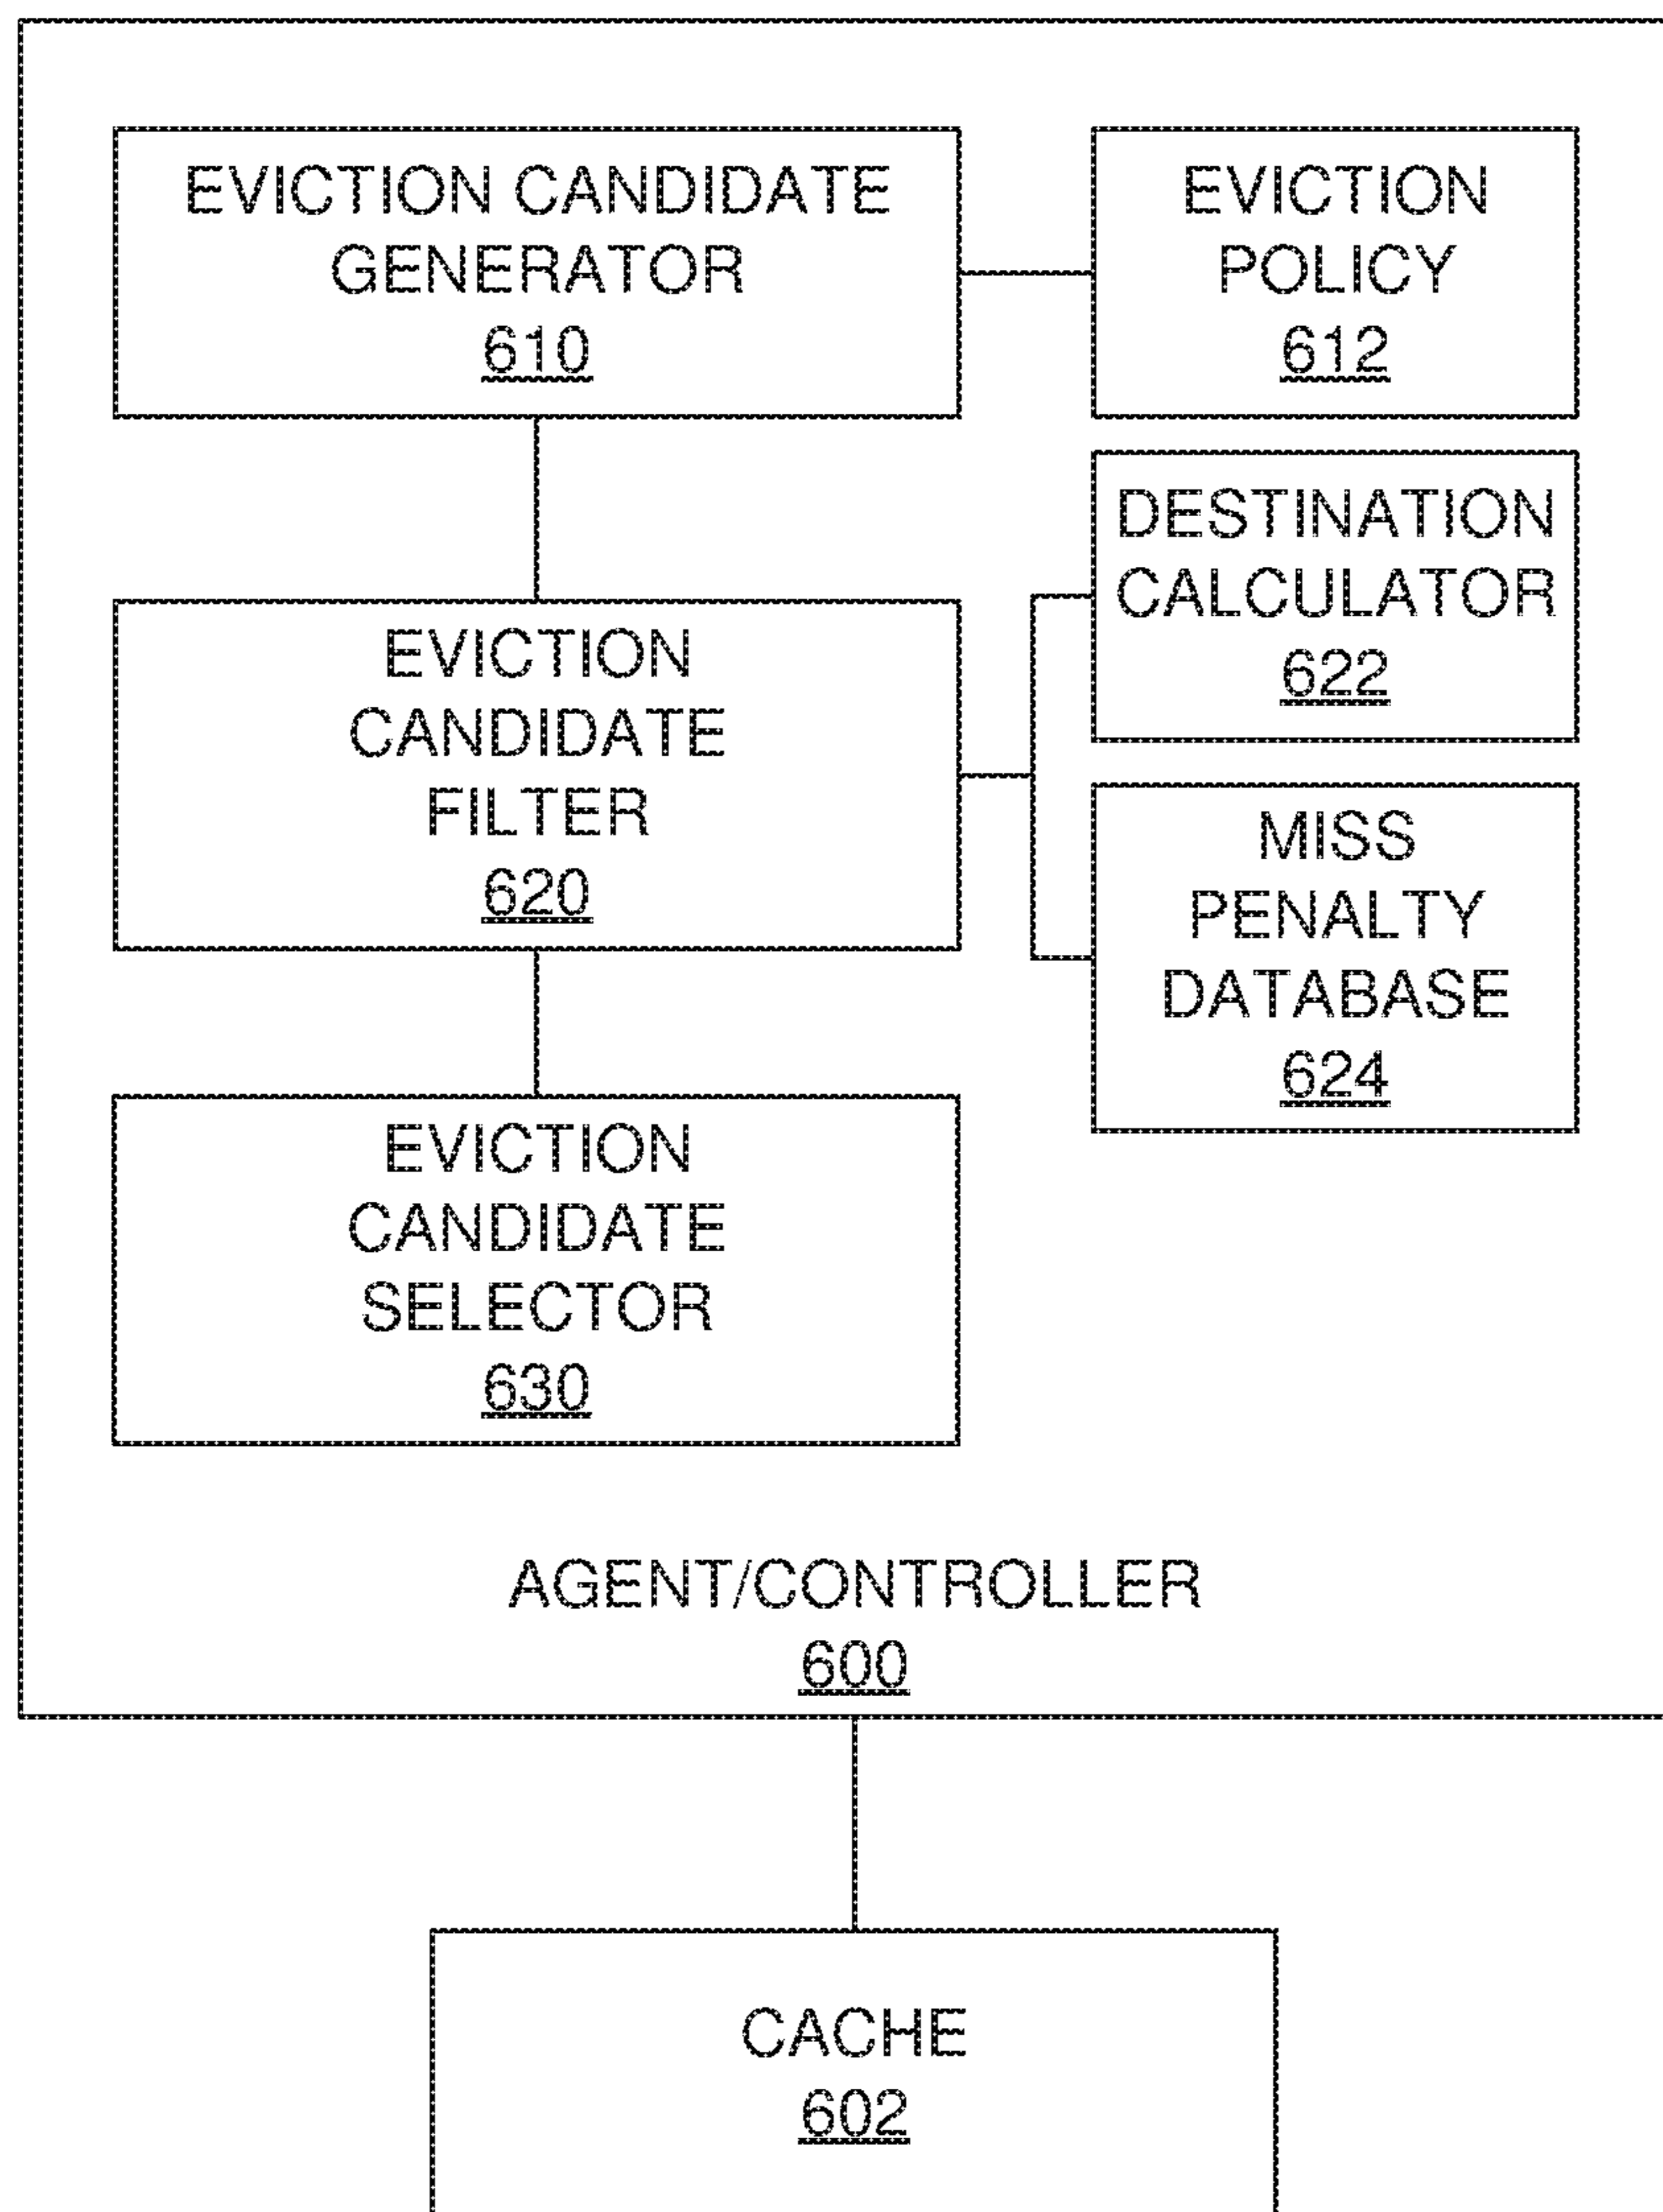 EVICTION CANDIDATE
GENERATOR
610
EVICTION
POLICY
612
DESTINATION
CALCULATOR
622
EVICTION
CANDIDATE
FILTER
620
MISS
PENALTY
DATABASE
624
EVICTION
CANDIDATE
SELECTOR
630
AGENT/CONTROLLER
600
CACHE
602